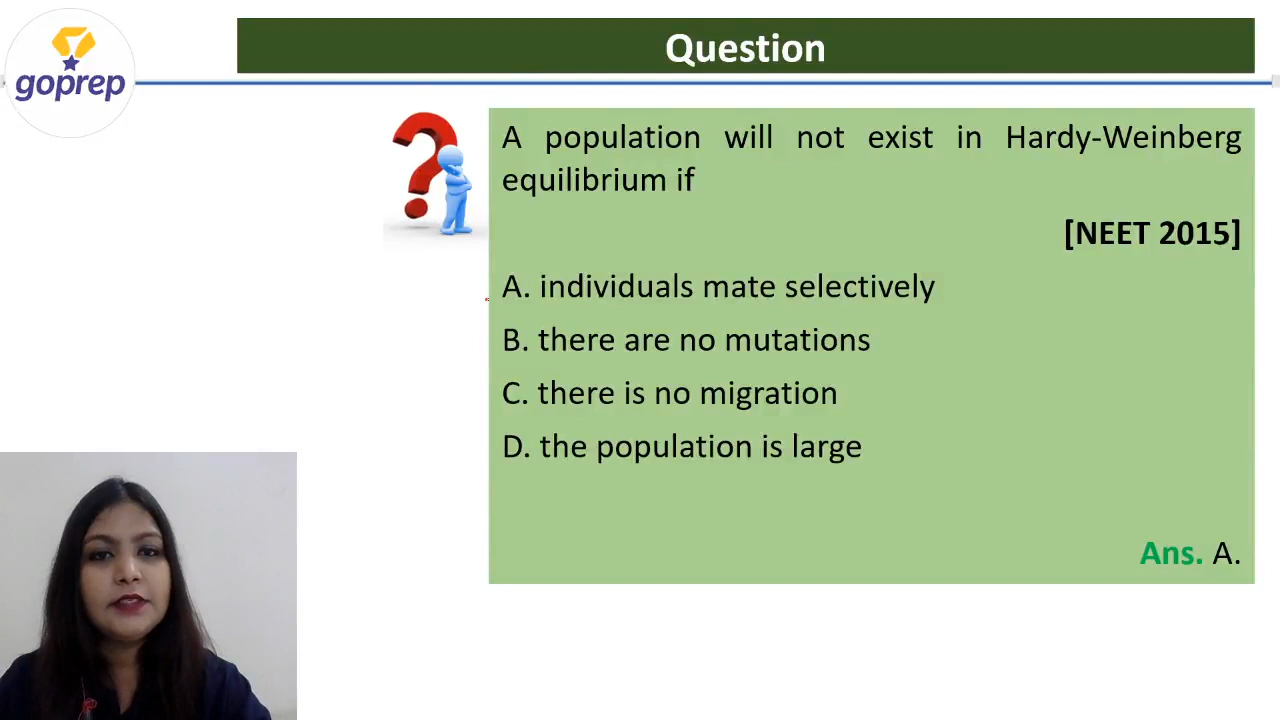 goprep
Question
A population will not exist in Hardy-Weinberg
equilibrium if
[NEET 2015]
A. individuals mate selectively
B. there are no mutations
C. there is no migration
D. the population is large
Ans. A.